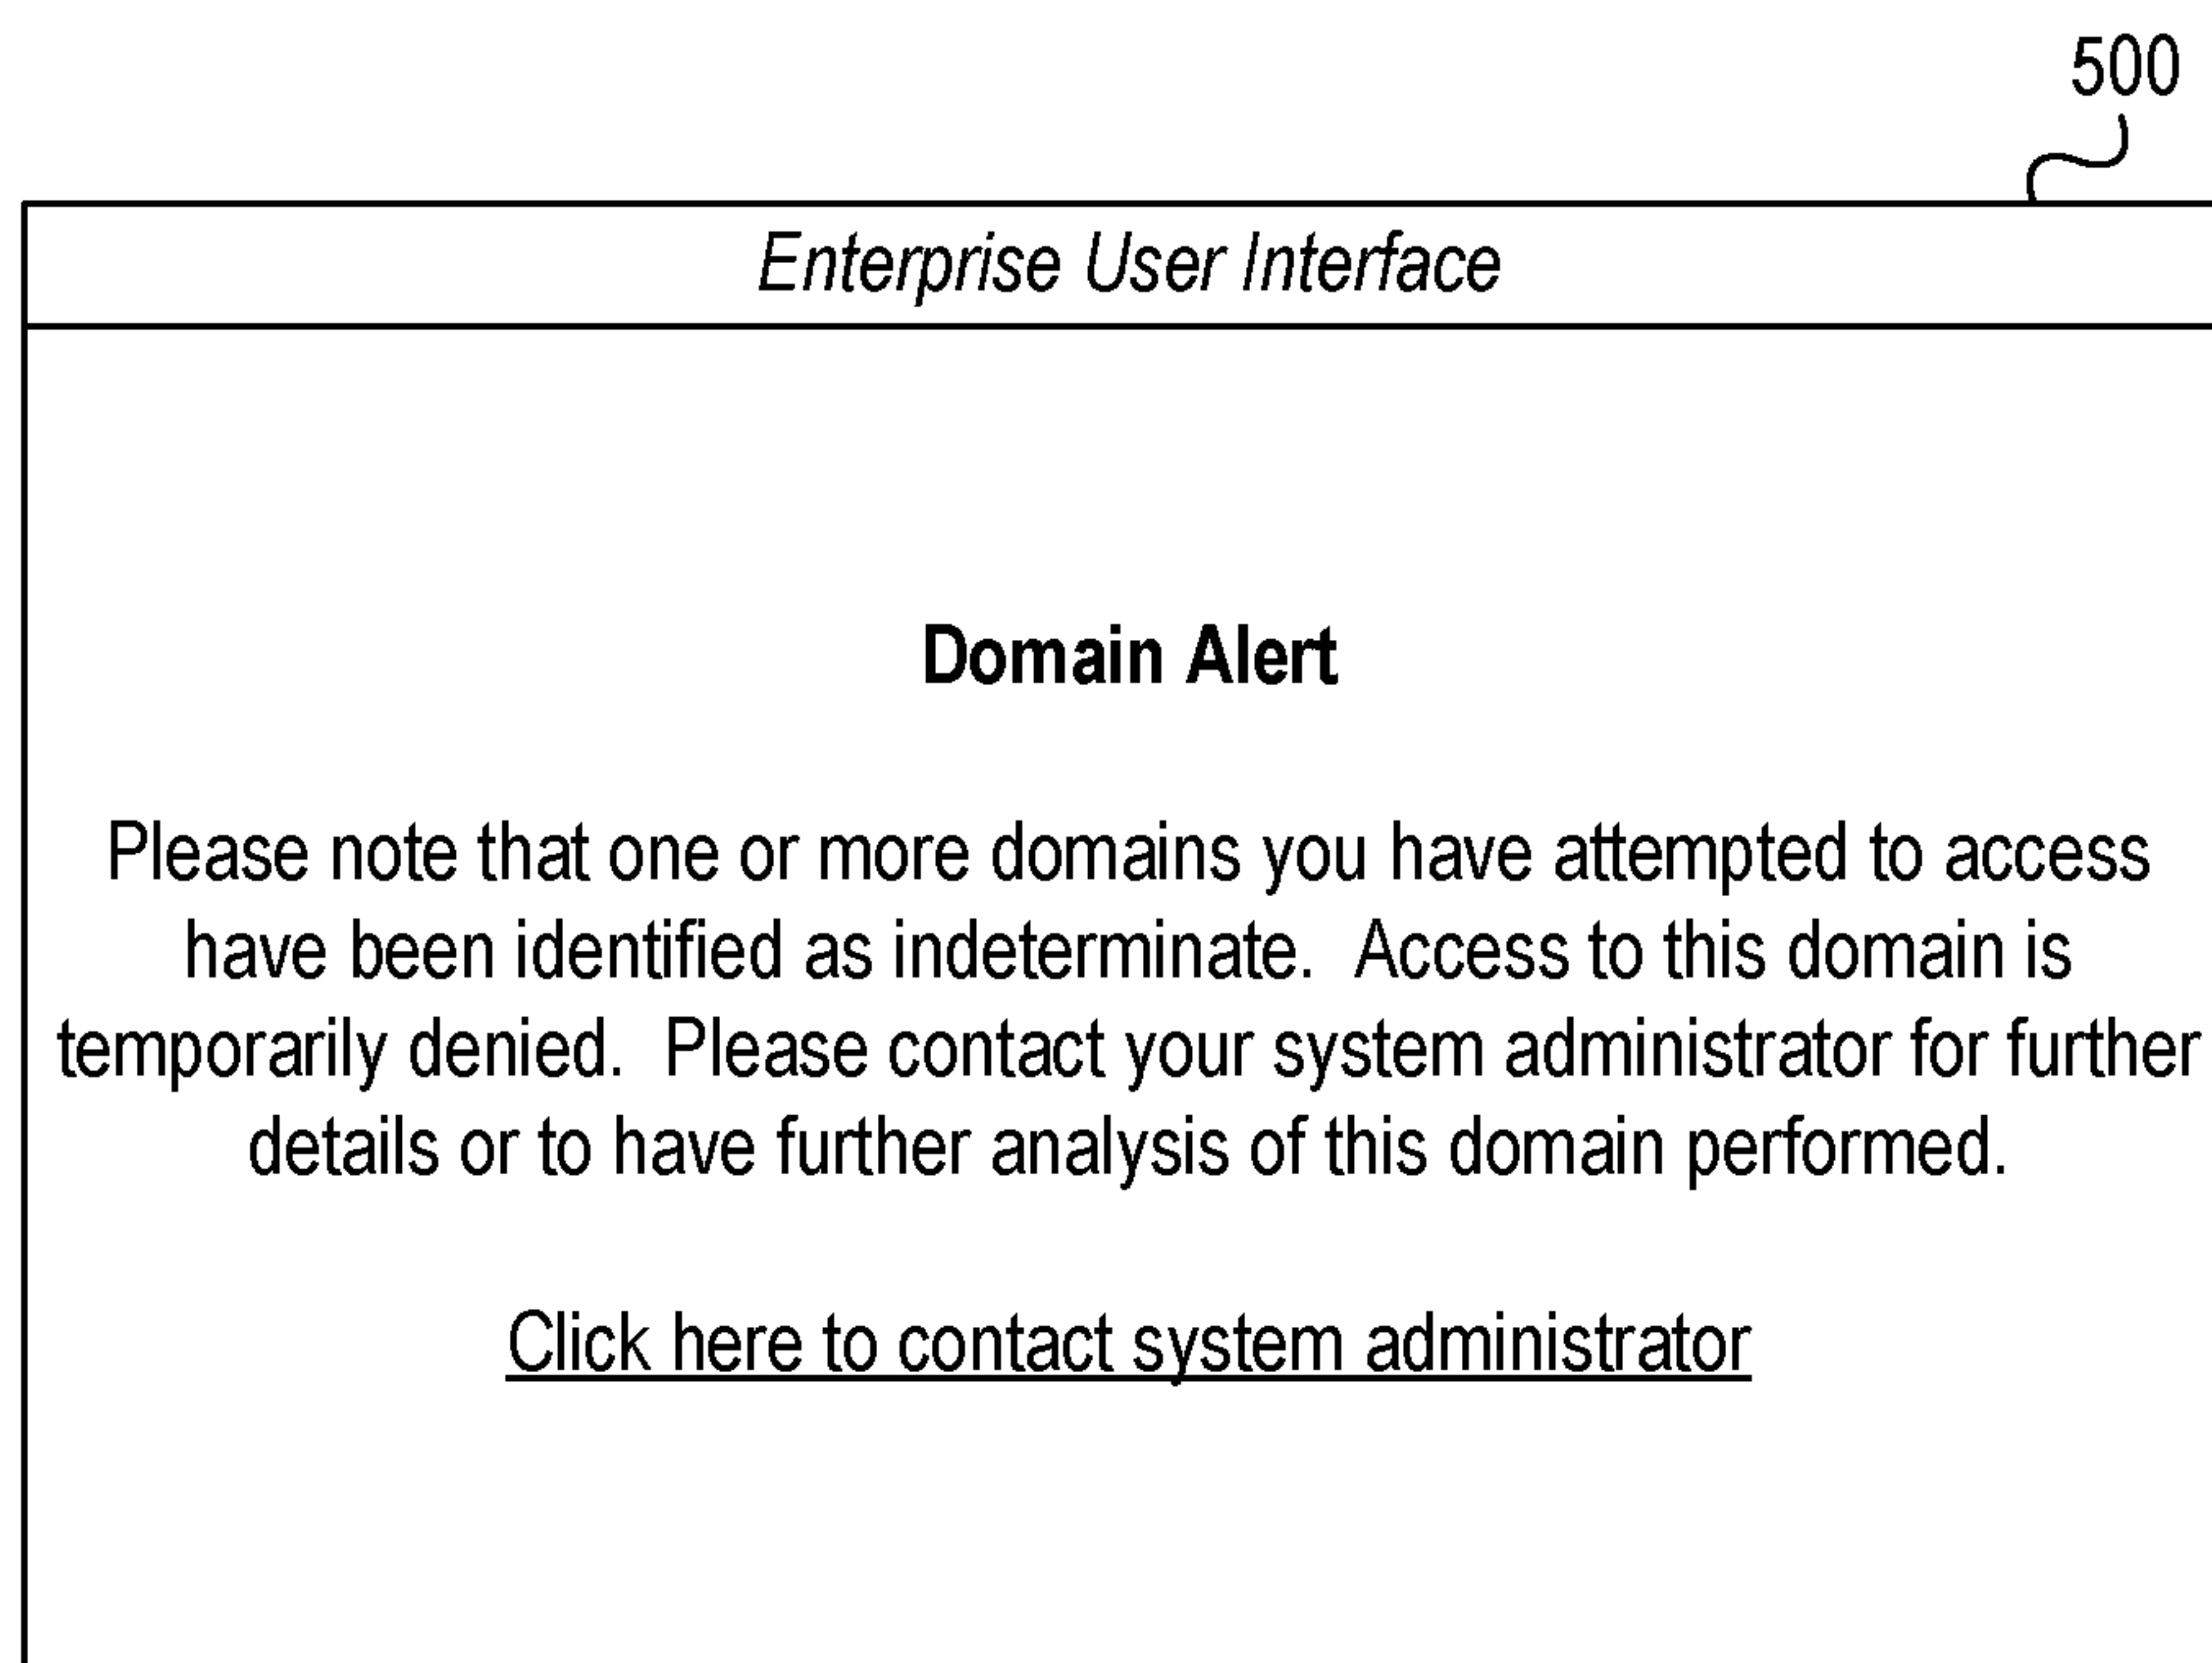 500
Enterprise User Interface
Domain Alert
Please note that one or more domains you have attempted to access
have been identified as indeterminate.  Access to this domain is
temporarily denied.  Please contact your system administrator for further
details or to have further analysis of this domain performed.
Click here to contact system administrator